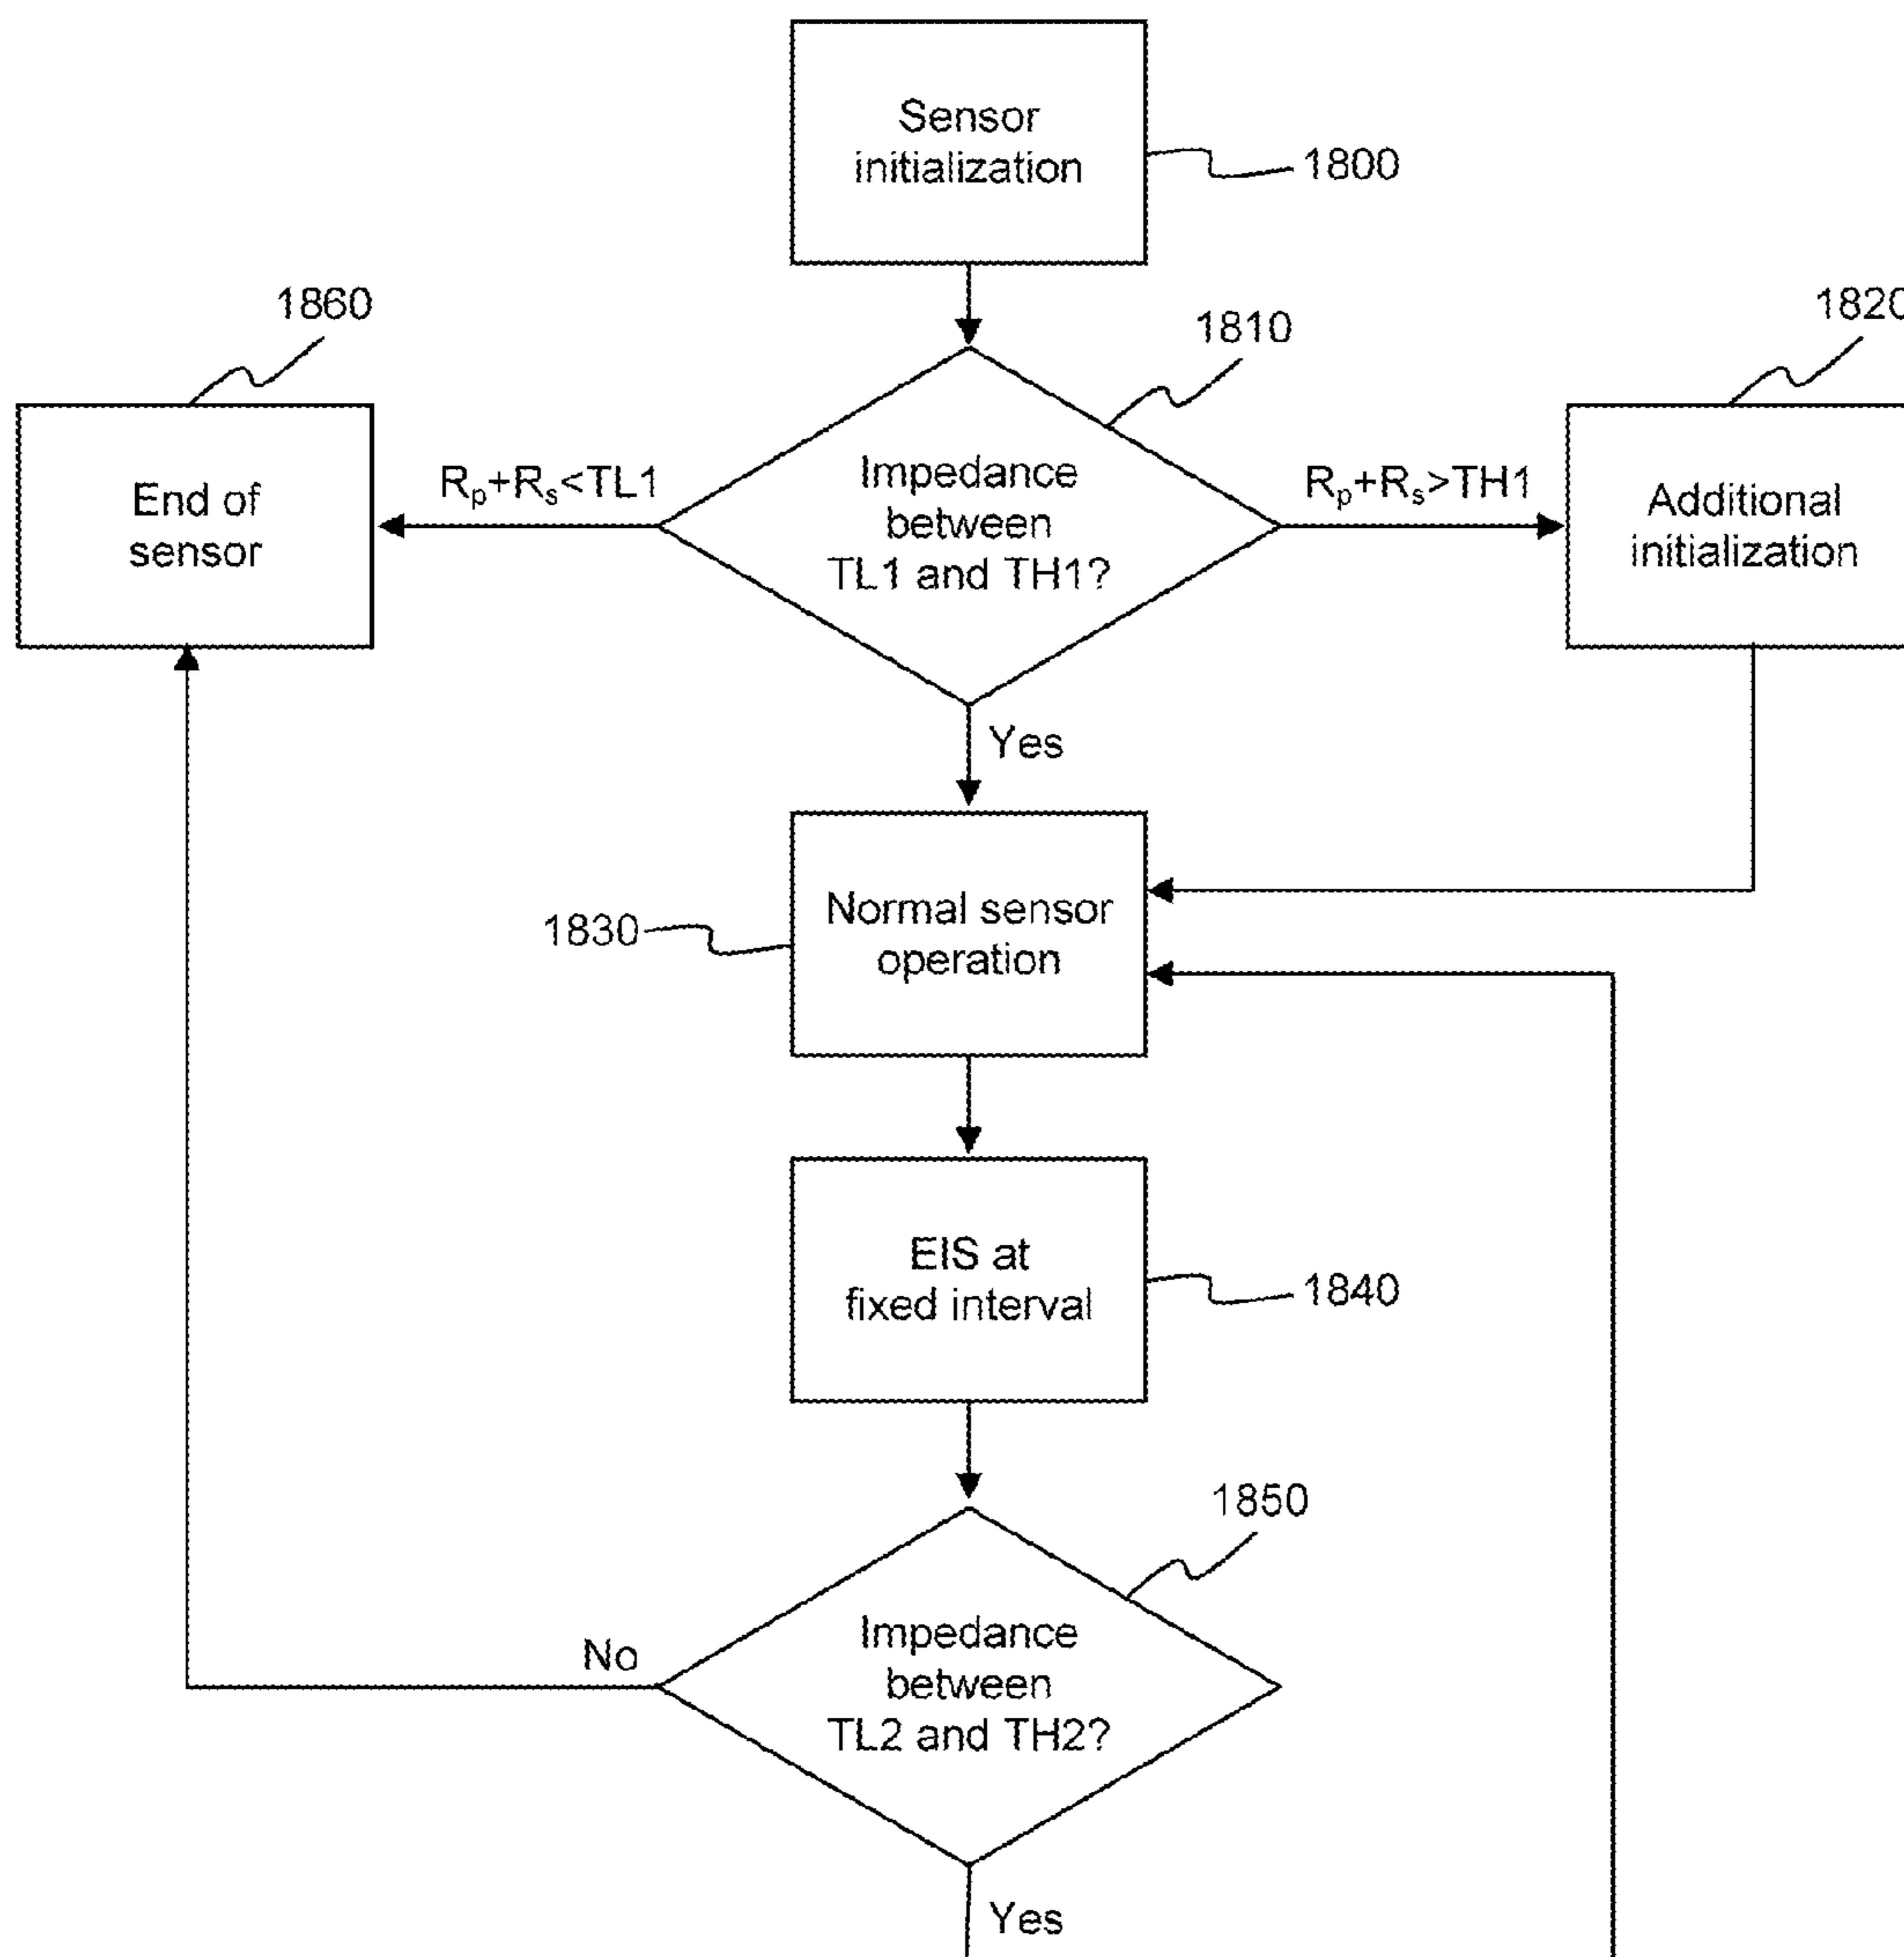 Sensor
initialization
1800
1860
1810
1820
End of
sensor
Rₚ+Rₛ<TL1
Impedance
between
TL1 and TH1?
Rₚ+Rₛ>TH1
Additional
initialization
Yes
1830
Normal sensor
operation
EIS at
fixed interval
1840
1850
No
Impedance
between
TL2 and TH2?
Yes